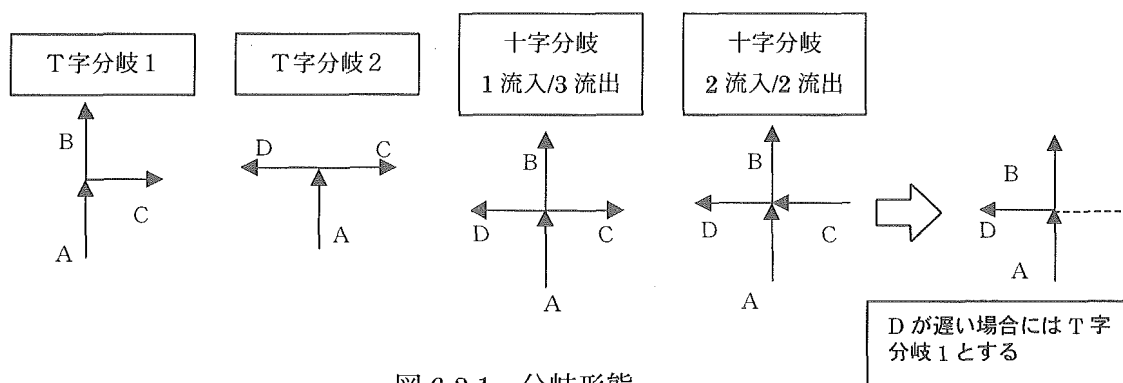 T字分岐1
T字分岐2
十字分岐
1流入/3流出
十字分岐
2流入/2流出
B
C
A
D
C
A
B
D
C
A
B
D
C
A
B
D
A
Dが遅い場合にはT字
分岐1とする
図6.2.1 分岐形態